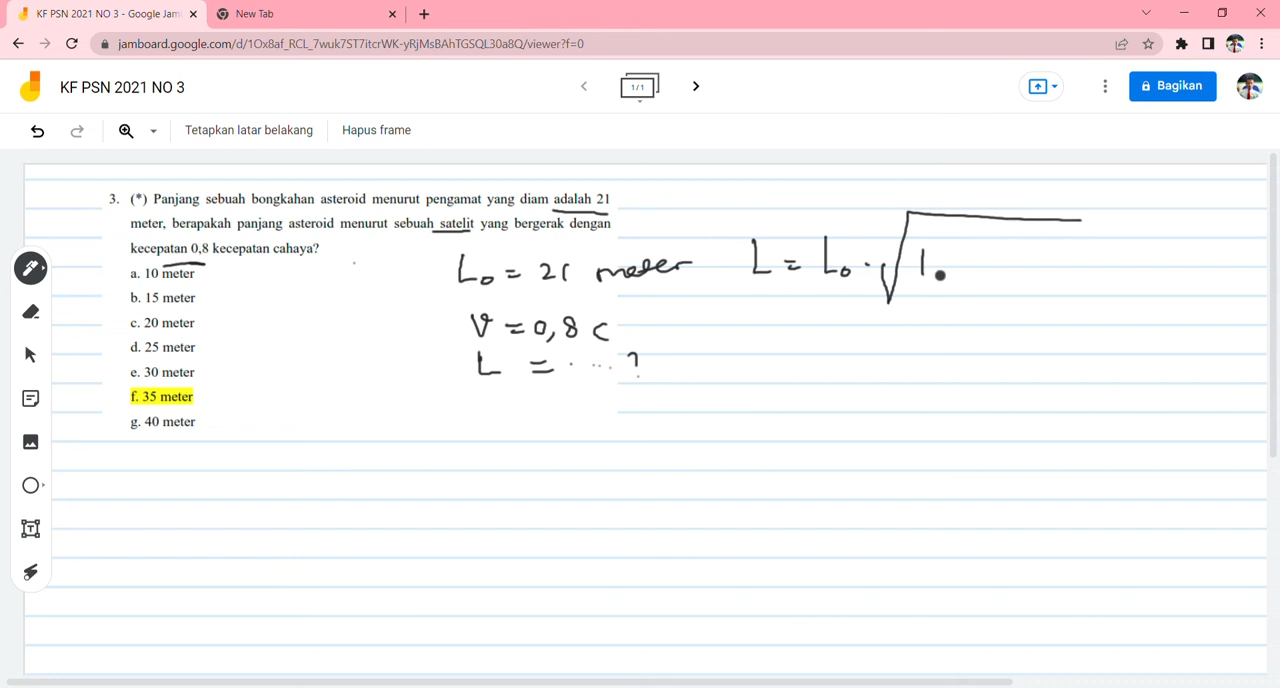 KF PSN 2021 NO 3 - Google Jam
New Tab
jamboard.google.com/d/1Ox8af_RCL_7wuk7ST7itcrWK-yRjMsBAhTGSQL30a8Q/viewer?f=0
KF PSN 2021 NO 3
1/1
Bagikan
Tetapkan latar belakang
Hapus frame
3. (*) Panjang sebuah bongkahan asteroid menurut pengamat yang diam adalah 21
meter, berapakah panjang asteroid menurut sebuah satelit yang bergerak dengan
kecepatan 0,8 kecepatan cahaya?
a. 10 meter
b. 15 meter
c. 20 meter
d. 25 meter
e. 30 meter
f. 35 meter
g. 40 meter
L₀ = 21 meter
V = 0,8 c
L = ... ?
L = L₀ · √1